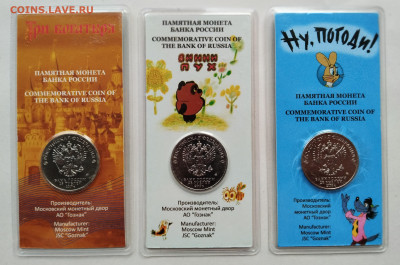 COINS.LAVE.RU
Три богатыря
ПАМЯТНАЯ МОНЕТА
БАНКА РОССИИ
COMMEMORATIVE COIN OF
THE BANK OF RUSSIA
Производитель:
Московский монетный двор
АО "Гознак"
Manufacturer:
Moscow Mint
JSC "Goznak"
ВИННИ
ПУХ
ПАМЯТНАЯ МОНЕТА
БАНКА РОССИИ
COMMEMORATIVE COIN OF
THE BANK OF RUSSIA
Производитель:
Московский монетный двор
АО "Гознак"
Manufacturer:
Moscow Mint
JSC "Goznak"
Ну, погоди!
ПАМЯТНАЯ МОНЕТА
БАНКА РОССИИ
COMMEMORATIVE COIN OF
THE BANK OF RUSSIA
Производитель:
Московский монетный двор
АО "Гознак"
Manufacturer:
Moscow Mint
JSC "Goznak"